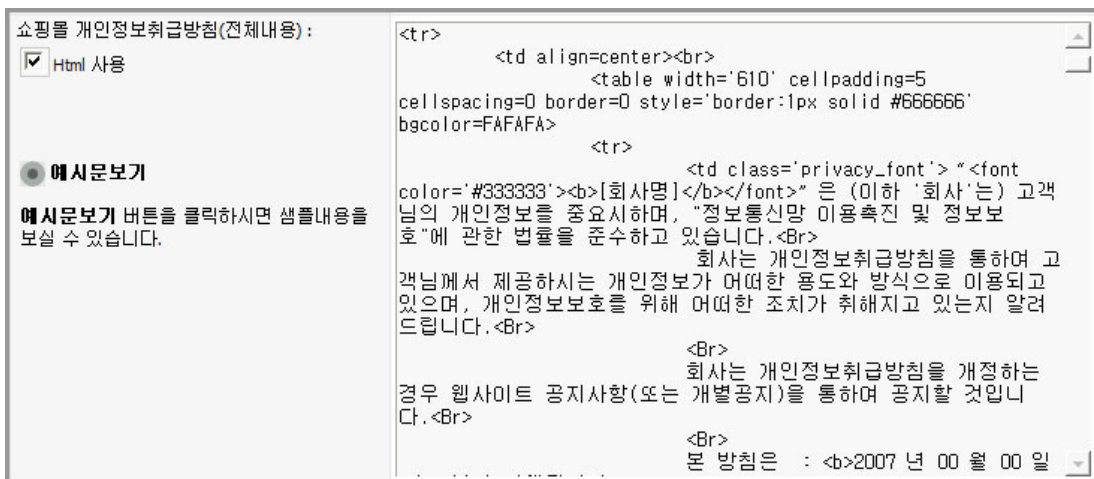 쇼핑몰 개인정보취급방침(전체내용) :
Html 사용
예시문보기
예시문보기 버튼을 클릭하시면 샘플내용을
보실 수 있습니다.
<tr>
<td align=center><br>
<table width='610' cellpadding=5
cellspacing=0 border=0 style='border:1px solid #666666'
bgcolor=FAFAFA>
<tr>
<td class='privacy_font'> “<font
color='#333333'><b>[회사명]</b></font>” 은 (이하 '회사'는) 고객
님의 개인정보를 중요시하며, "정보통신망 이용촉진 및 정보보
호"에 관한 법률을 준수하고 있습니다.<Br>
회사는 개인정보취급방침을 통하여 고
객님께서 제공하시는 개인정보가 어떠한 용도와 방식으로 이용되고
있으며, 개인정보보호를 위해 어떠한 조치가 취해지고 있는지 알려
드립니다.<Br>
<Br>
회사는 개인정보취급방침을 개정하는
경우 웹사이트 공지사항(또는 개별공지)을 통하여 공지할 것입니
다.<Br>
<Br>
본 방침은 : <b>2007 년 00 월 00 일